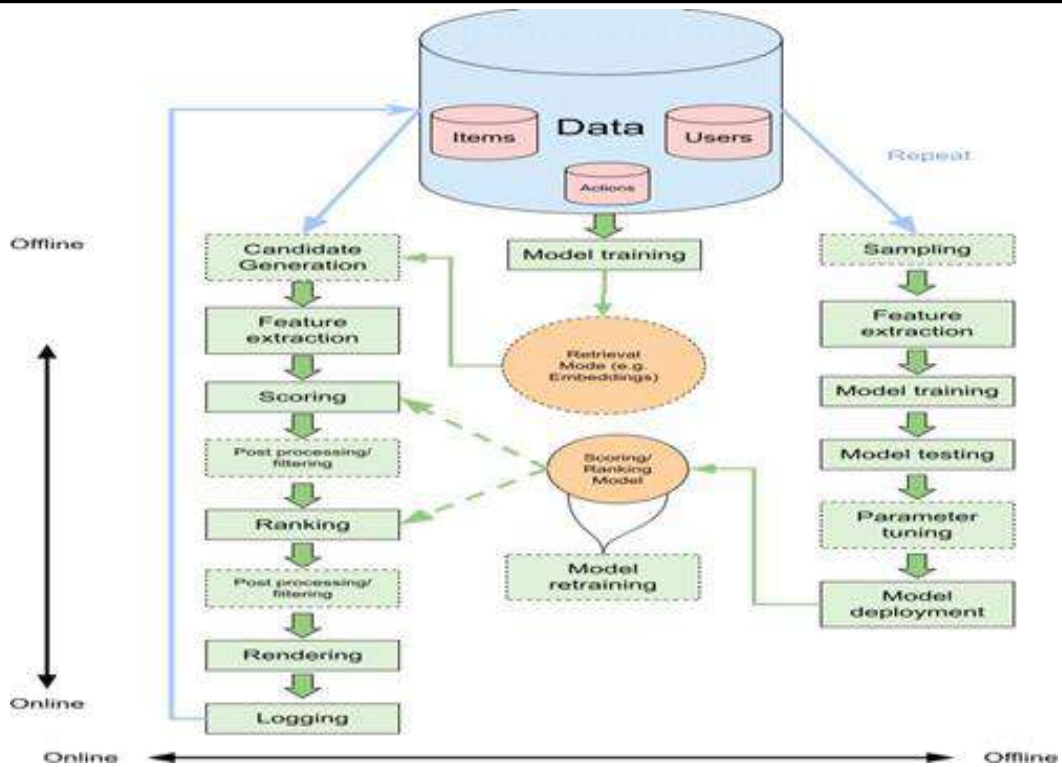 Data
Items
Users
Actions
Repeat
Offline
Candidate
Generation
Feature
extraction
Scoring
Post processing/
filtering
Ranking
Post processing/
filtering
Rendering
Logging
Model training
Retrieval
Mode (e.g.
Embeddings)
Scoring/
Ranking
Model
Model
retraining
Sampling
Feature
extraction
Model training
Model testing
Parameter
tuning
Model
deployment
Online
Online
Offline